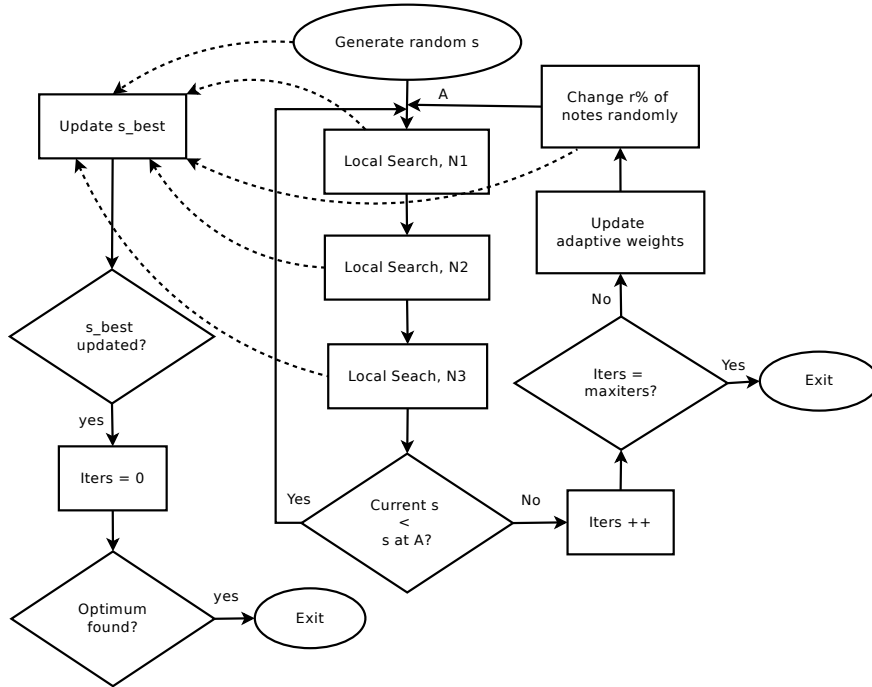 Generate random s
A
Change r% of
notes randomly
Update s_best
Local Search, N1
Update
adaptive weights
Local Search, N2
No
s_best
updated?
Local Seach, N3
Iters =
maxiters?
Yes
Exit
yes
Iters = 0
Yes
Current s
<
s at A?
No
Iters ++
Optimum
found?
yes
Exit